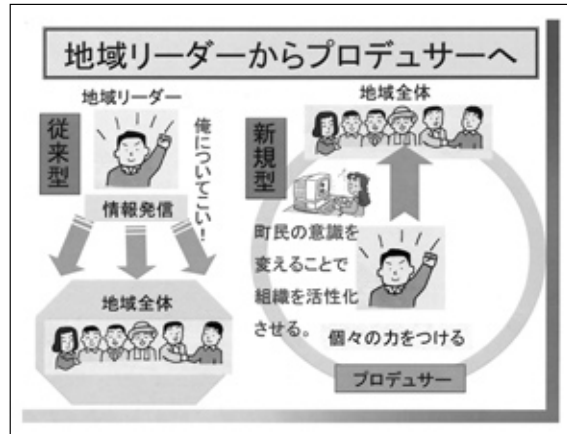 地域リーダーからプロデュサーへ
地域リーダー
従来型
俺についてこい！
情報発信
地域全体
地域全体
新規型
町民の意識を
変えることで
組織を活性化
させる。
個々の力をつける
プロデュサー